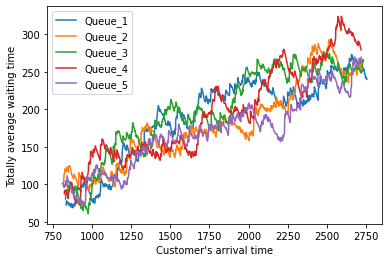 Totally average waiting time
300
250
200
150
100
50
Queue_1
Queue_2
Queue_3
Queue_4
Queue_5
750 1000 1250 1500 1750 2000 2250 2500 2750
Customer's arrival time